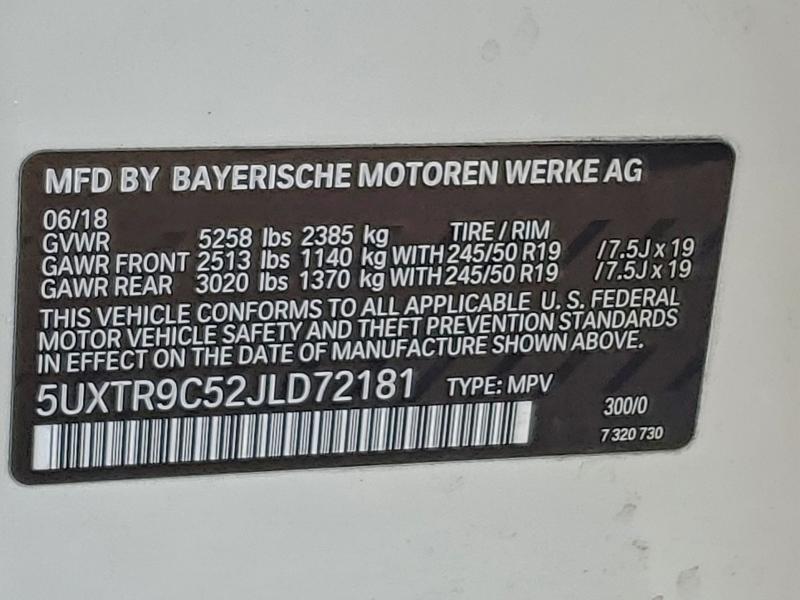 MFD BY BAYERISCHE MOTOREN WERKE AG
06/18 TIRE / RIM
GVWR 5258 lbs 2385 kg
GAWR FRONT 2513 lbs 1140 kg WITH 245/50 R19 /7.5J x 19
GAWR REAR 3020 lbs 1370 kg WITH 245/50 R19 /7.5J x 19
THIS VEHICLE CONFORMS TO ALL APPLICABLE U. S. FEDERAL
MOTOR VEHICLE SAFETY AND THEFT PREVENTION STANDARDS
IN EFFECT ON THE DATE OF MANUFACTURE SHOWN ABOVE.
5UXTR9C52JLD72181 TYPE: MPV
300/0
7 320 730